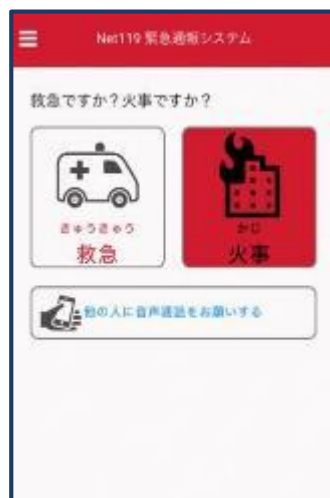 Net119 緊急通報システム
救急ですか？火事ですか？
きゅうきゅう
救急
かじ
火事
他の人に音声通話をお願いする